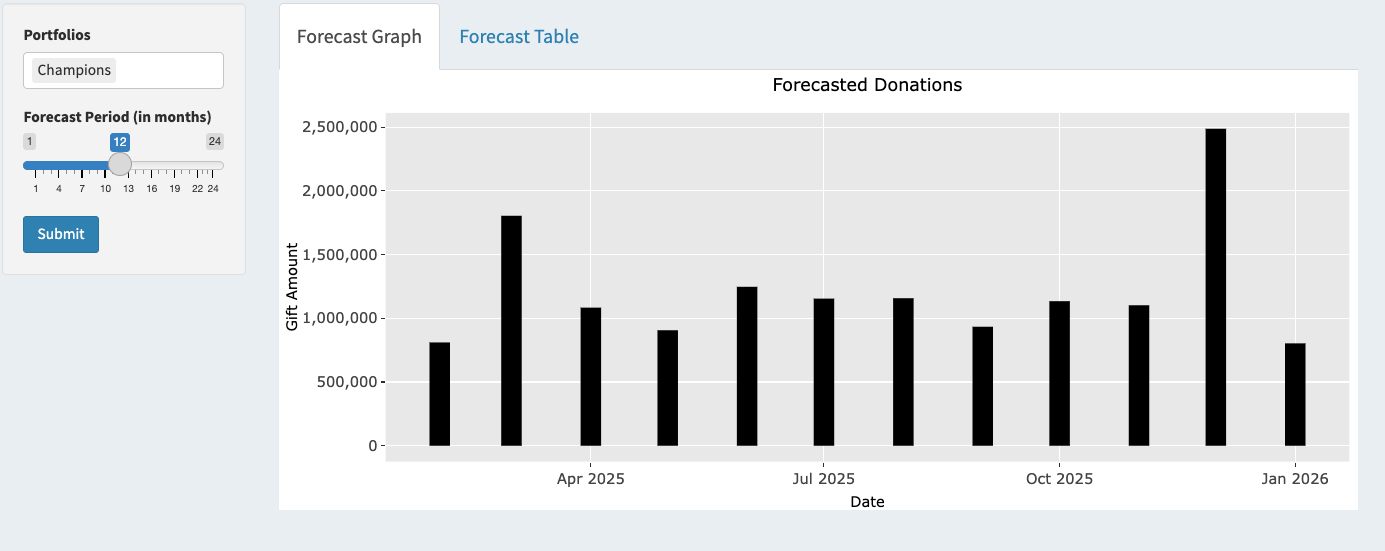 Portfolios
Champions
Forecast Period (in months)
1 12 24
1 4 7 10 13 16 19 22 24
Submit
Forecast Graph Forecast Table
Forecasted Donations
Gift Amount
2,500,000
2,000,000
1,500,000
1,000,000
500,000
0
Apr 2025 Jul 2025 Oct 2025 Jan 2026
Date